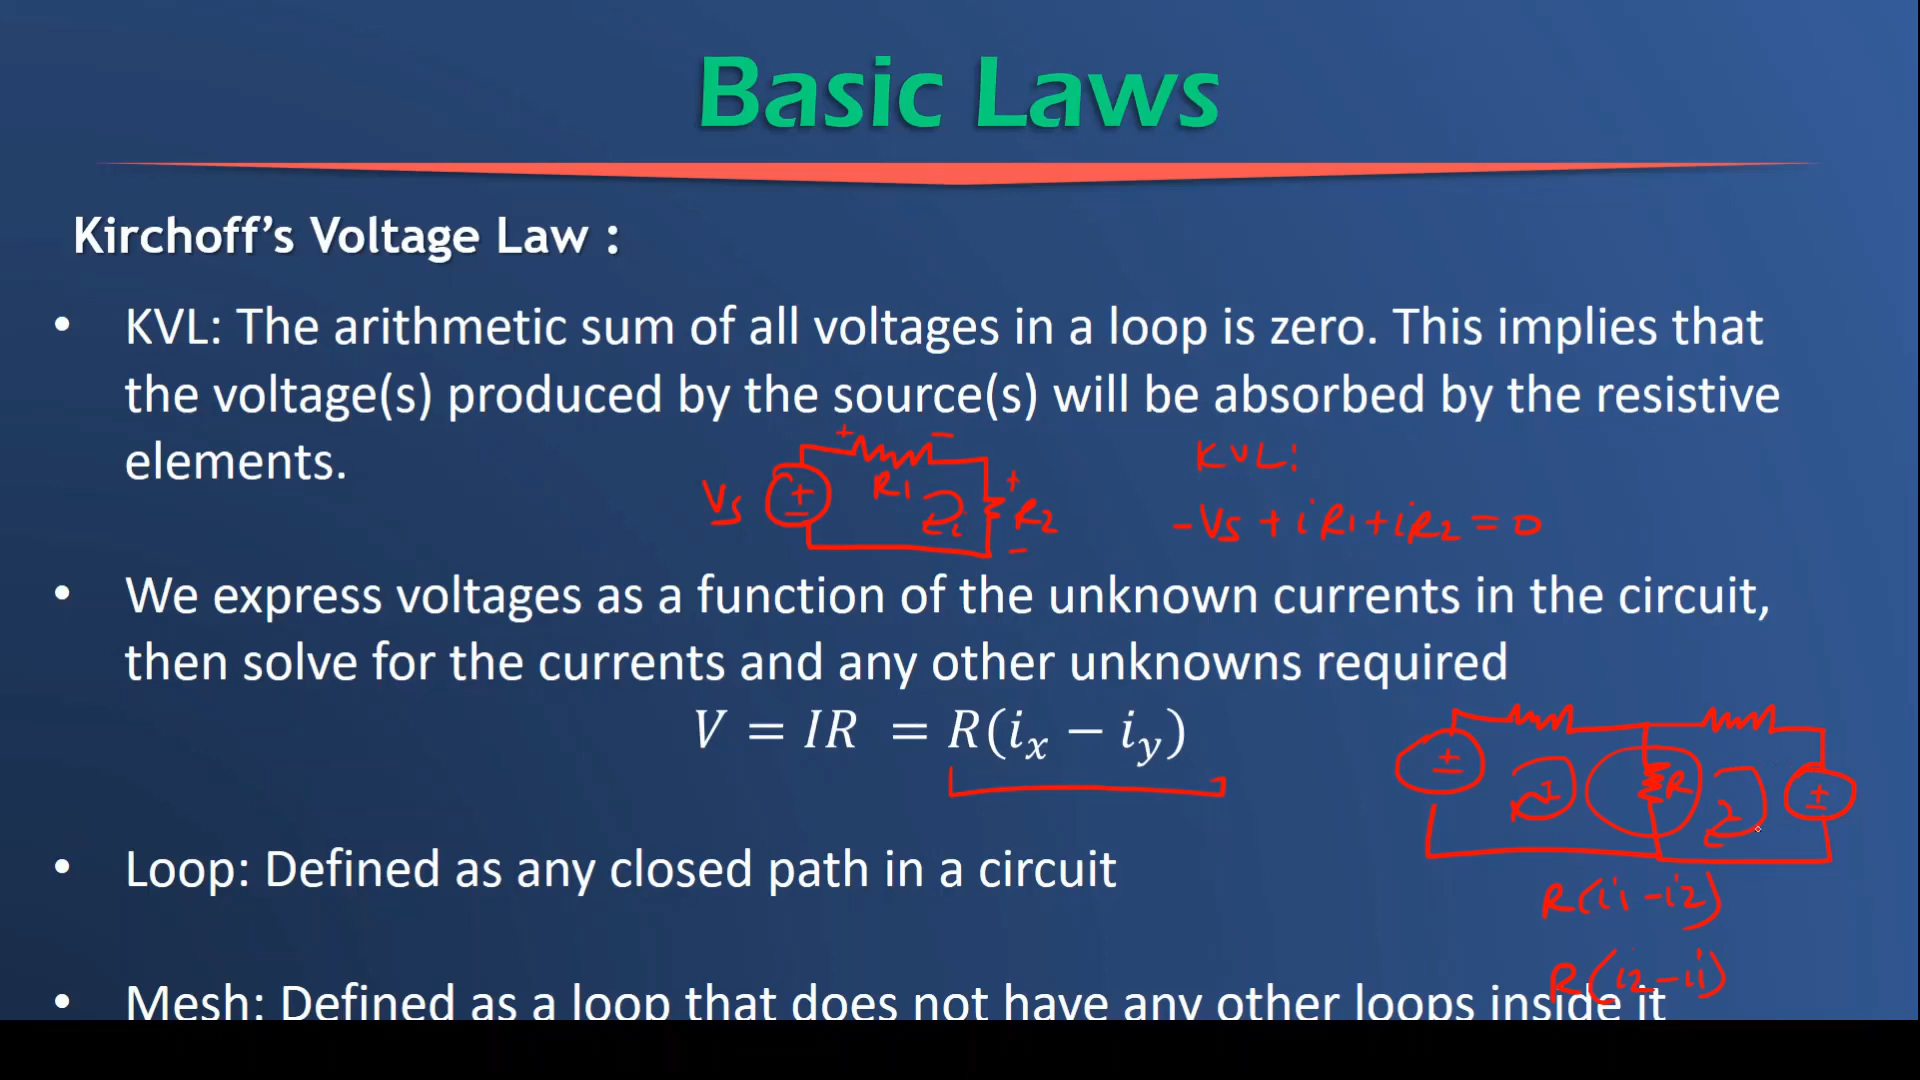 Basic Laws
Kirchoff’s Voltage Law :
• KVL: The arithmetic sum of all voltages in a loop is zero. This implies that
the voltage(s) produced by the source(s) will be absorbed by the resistive
elements.
+ −
Vs + − R1 i + R2 −
KVL:
-Vs + iR1 + iR2 = 0
• We express voltages as a function of the unknown currents in the circuit,
then solve for the currents and any other unknowns required
V = IR = R(iₓ − i_y)
+ − 1 R 2 + −
• Loop: Defined as any closed path in a circuit
R(i1 - i2)
R(i2 - i1)
• Mesh: Defined as a loop that does not have any other loops inside it